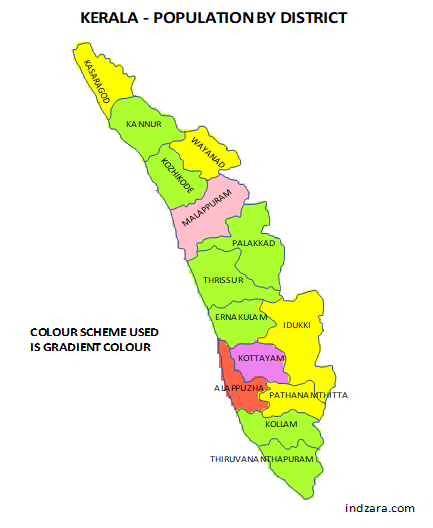 KERALA - POPULATION BY DISTRICT
KASARAGOD
KANNUR
WAYANAD
KOZHIKODE
MALAPPURAM
PALAKKAD
THRISSUR
ERNAKULAM
IDUKKI
COLOUR SCHEME USED
IS GRADIENT COLOUR
KOTTAYAM
ALAPPUZHA
PATHANAMTHITTA
KOLLAM
THIRUVANANTHAPURAM
indzara.com